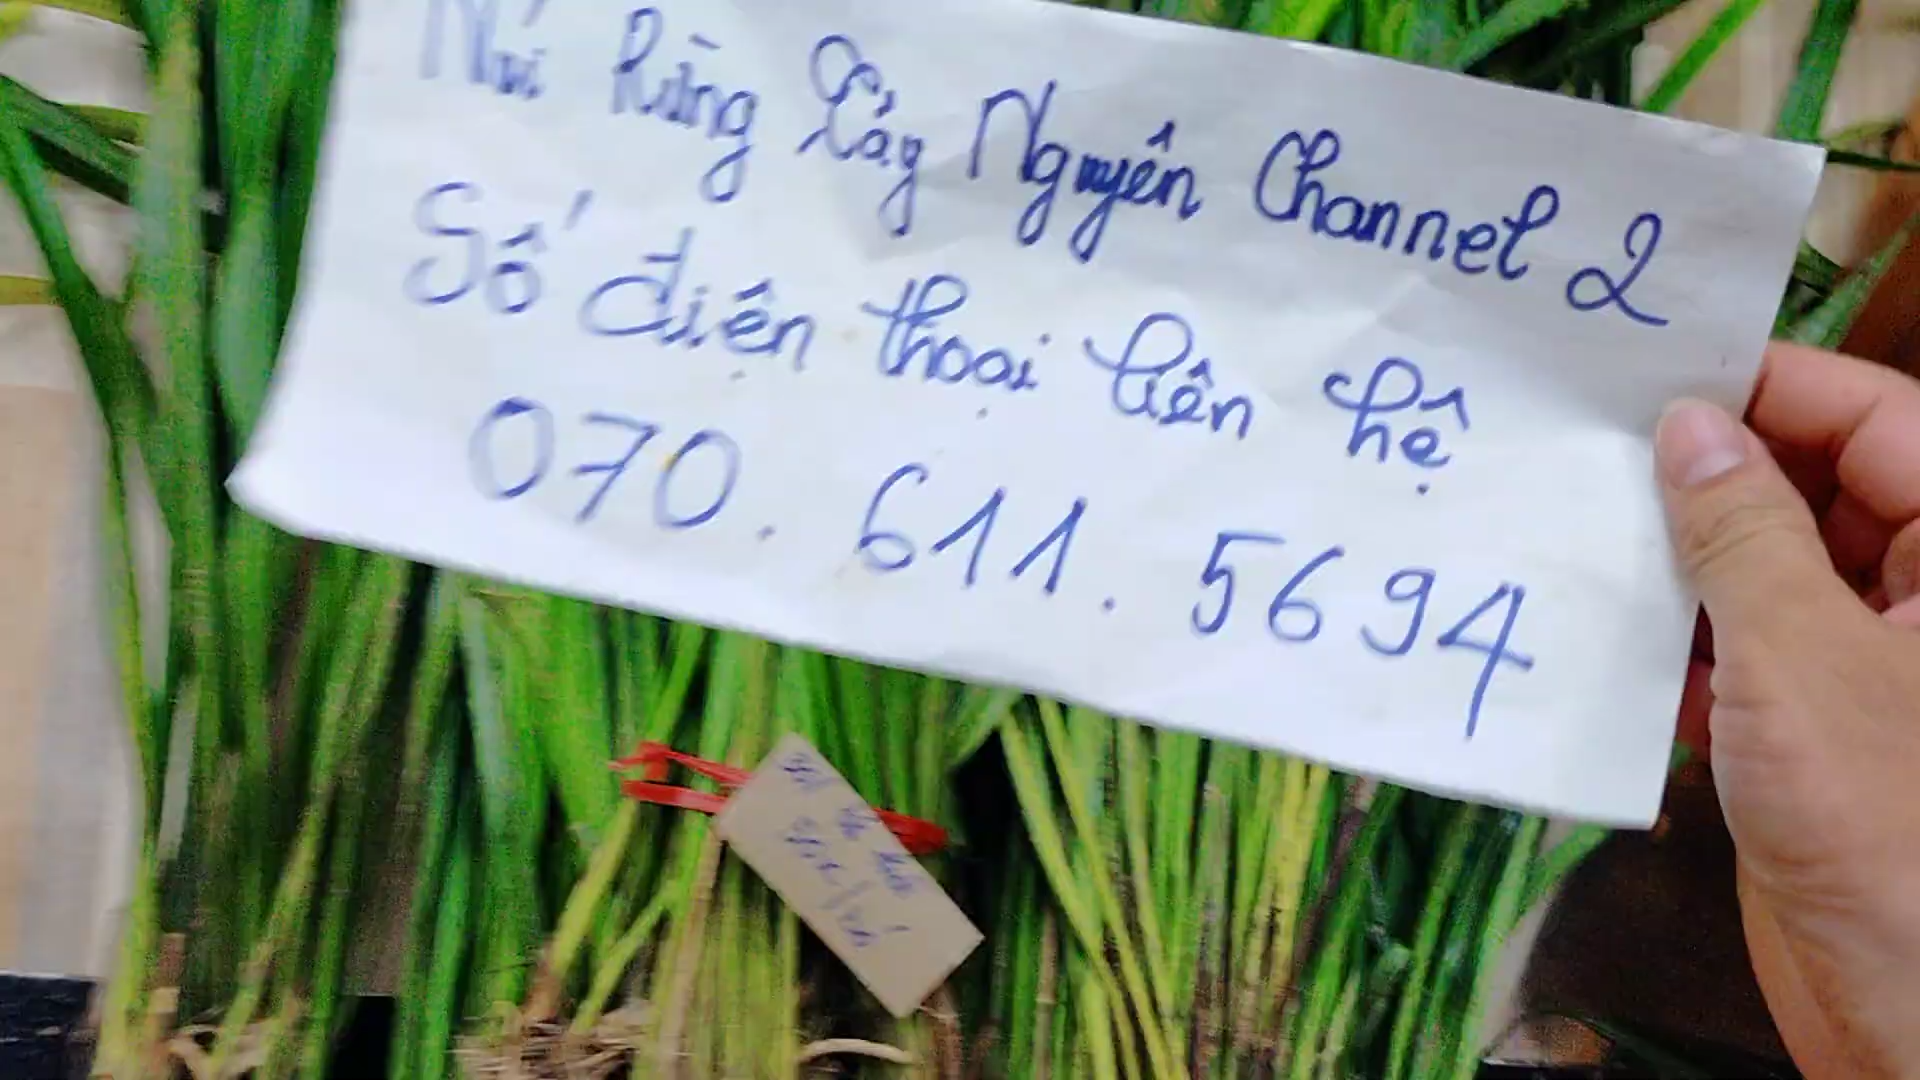 Núi Rừng Tây Nguyên Channel 2
Số điện thoại liên hệ
070. 611. 5694